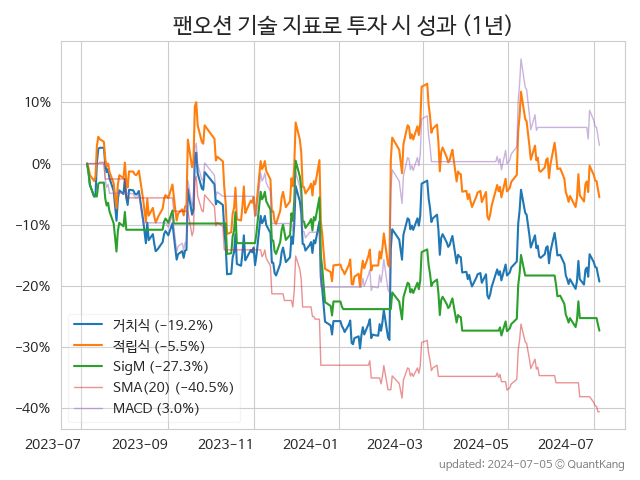 팬오션 기술 지표로 투자 시 성과 (1년)
10%
0%
−10%
−20%
−30%
−40%
거치식 (−19.2%)
적립식 (−5.5%)
SigM (−27.3%)
SMA(20) (−40.5%)
MACD (3.0%)
2023−07
2023−09
2023−11
2024−01
2024−03
2024−05
2024−07
updated: 2024-07-05 © QuantKang